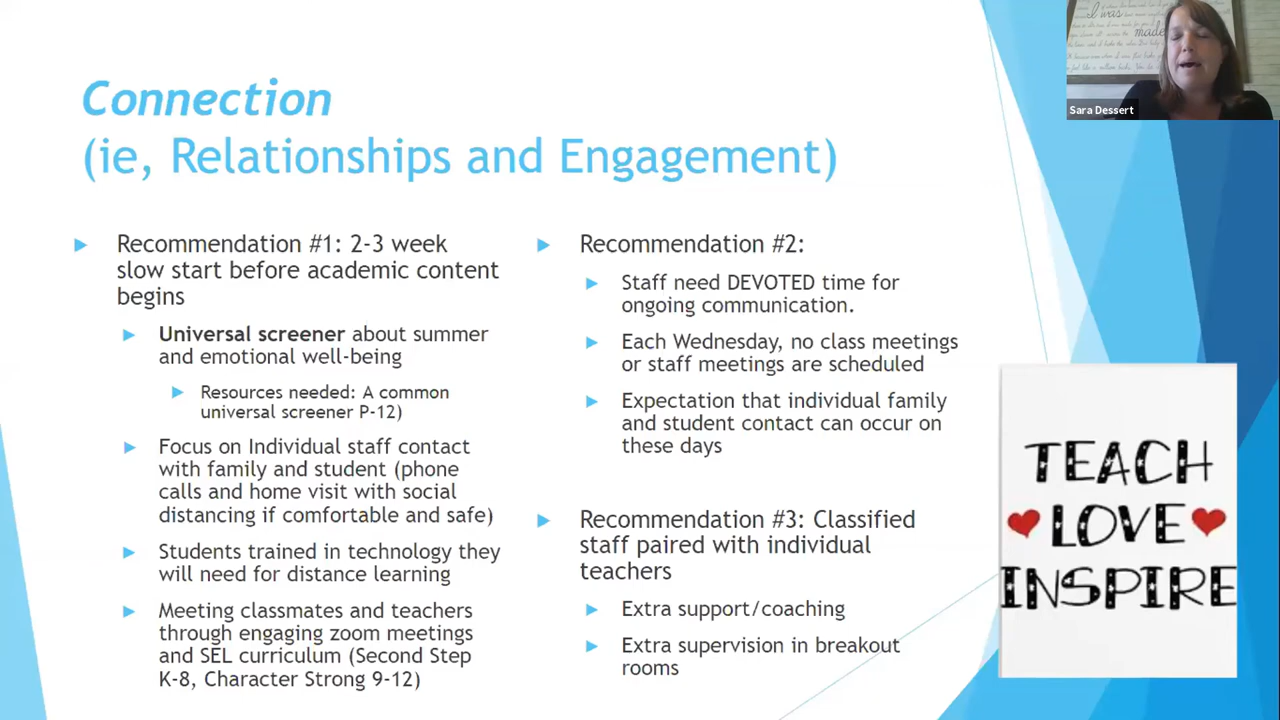 Connection
(ie, Relationships and Engagement)
Recommendation #1: 2-3 week
slow start before academic content
begins
Universal screener about summer
and emotional well-being
Resources needed: A common
universal screener P-12)
Focus on Individual staff contact
with family and student (phone
calls and home visit with social
distancing if comfortable and safe)
Students trained in technology they
will need for distance learning
Meeting classmates and teachers
through engaging zoom meetings
and SEL curriculum (Second Step
K-8, Character Strong 9-12)
Recommendation #2:
Staff need DEVOTED time for
ongoing communication.
Each Wednesday, no class meetings
or staff meetings are scheduled
Expectation that individual family
and student contact can occur on
these days
Recommendation #3: Classified
staff paired with individual
teachers
Extra support/coaching
Extra supervision in breakout
rooms
I was
made
Sara Dessert
TEACH
LOVE
INSPIRE